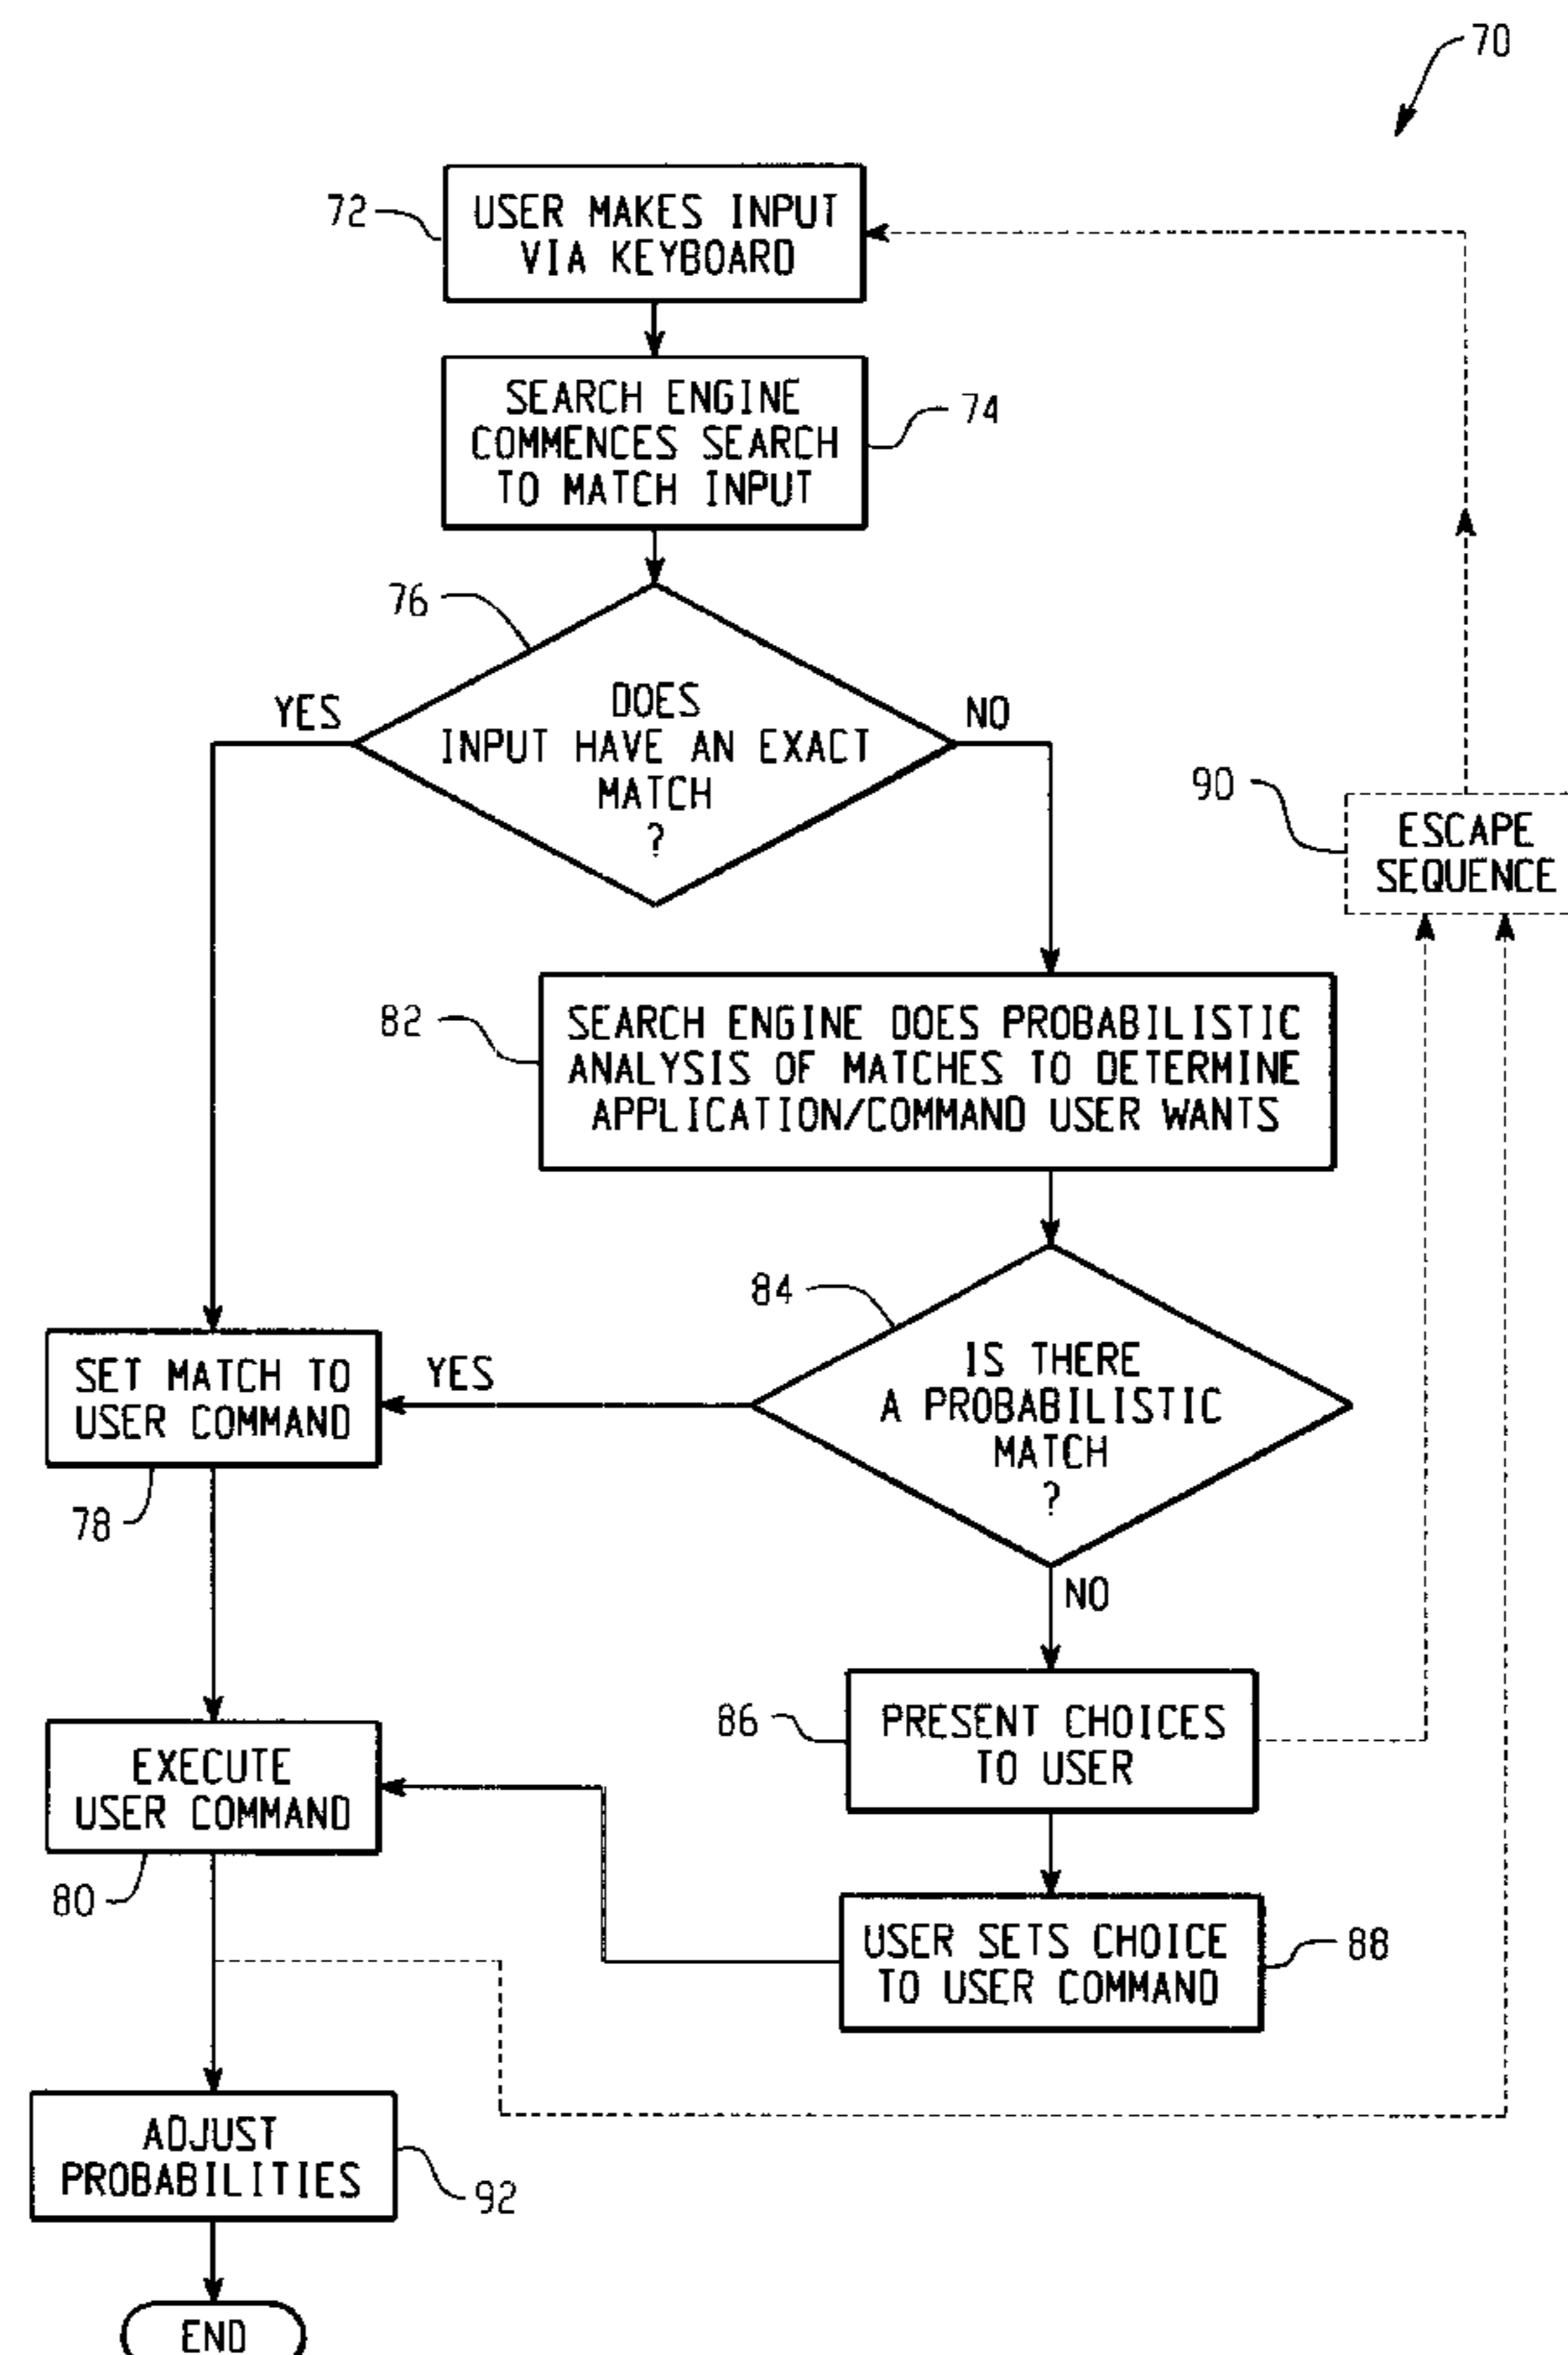 70
72
USER MAKES INPUT
VIA KEYBOARD
SEARCH ENGINE
COMMENCES SEARCH
TO MATCH INPUT
74
76
YES
DOES
INPUT HAVE AN EXACT
MATCH
?
NO
90
ESCAPE
SEQUENCE
82
SEARCH ENGINE DOES PROBABILISTIC
ANALYSIS OF MATCHES TO DETERMINE
APPLICATION/COMMAND USER WANTS
84
IS THERE
A PROBABILISTIC
MATCH
?
YES
SET MATCH TO
USER COMMAND
78
NO
86
PRESENT CHOICES
TO USER
EXECUTE
USER COMMAND
80
USER SETS CHOICE
TO USER COMMAND
88
ADJUST
PROBABILITIES
92
END